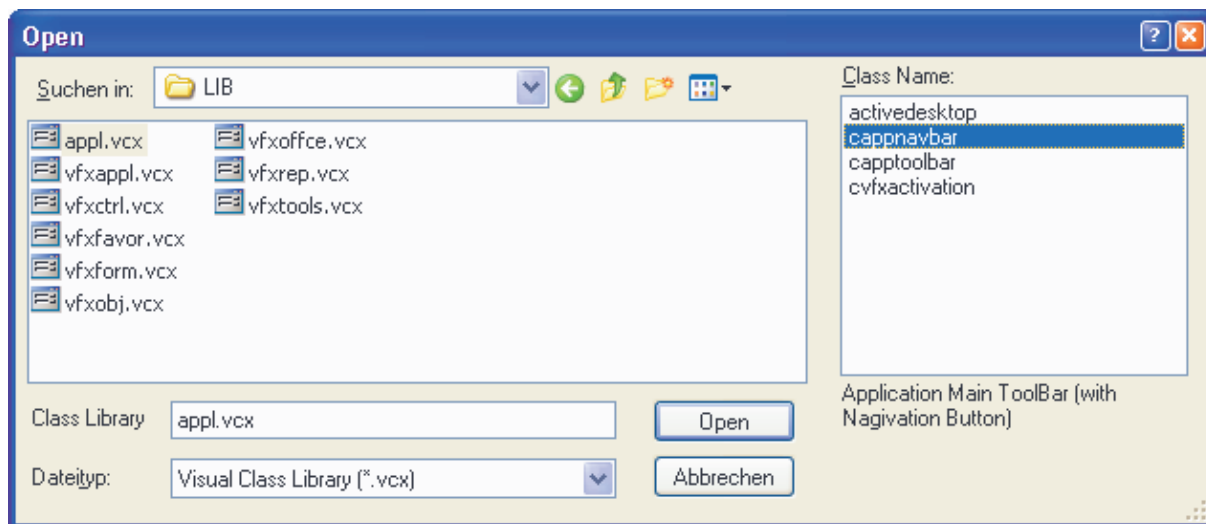 Open
Suchen in:
LIB
appl.vcx
vfxappl.vcx
vfxctrl.vcx
vfxfavor.vcx
vfxform.vcx
vfxobj.vcx
vfxoffce.vcx
vfxrep.vcx
vfxtools.vcx
Class Name:
activedesktop
cappnavbar
capptoolbar
cvfxactivation
Application Main ToolBar (with
Nagivation Button)
Class Library
appl.vcx
Open
Dateityp:
Visual Class Library (*.vcx)
Abbrechen